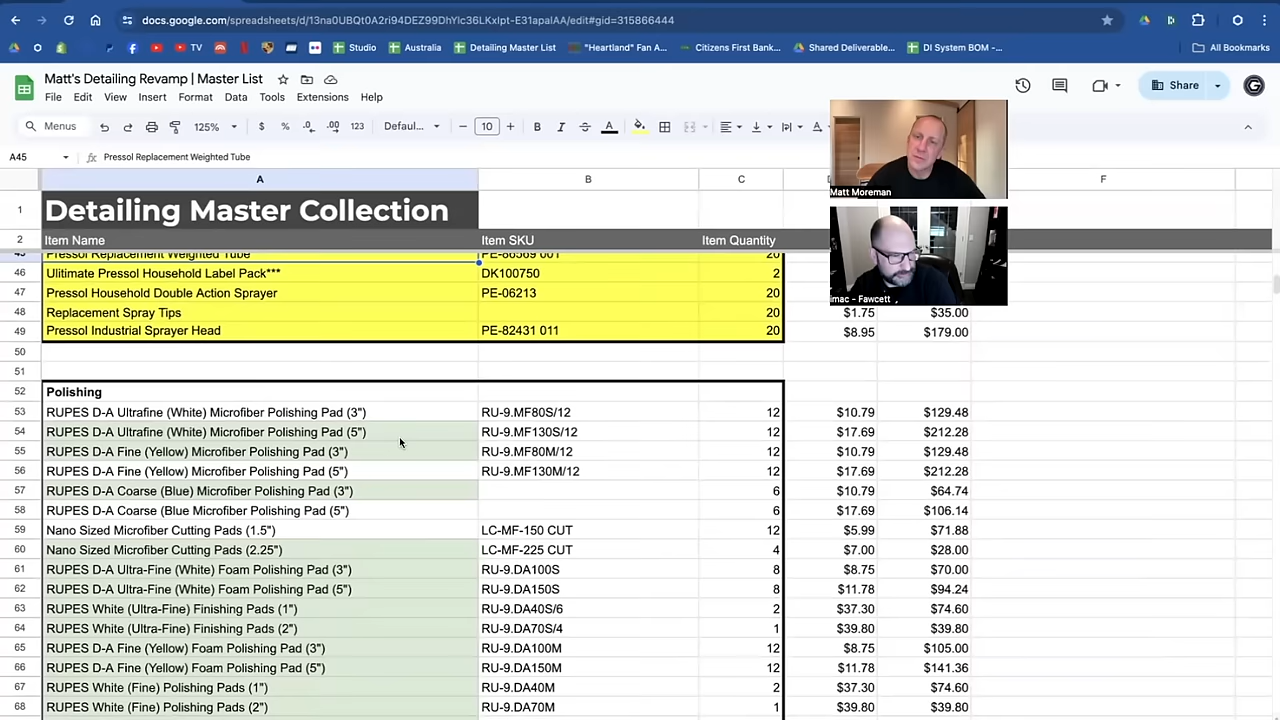 docs.google.com/spreadsheets/d/13na0UBQt0A2ri94DEZ99DhYlc36LKxIpt-E31apalAA/edit#gid=315866444
TV Studio Australia Detailing Master List "Heartland" Fan A... Citizens First Bank... Shared Deliverable... DI System BOM -... All Bookmarks
Matt's Detailing Revamp | Master List
File Edit View Insert Format Data Tools Extensions Help
Share
Menus 125% $ % .0 .00 123 Defaul... 10 B I A A
A45 fx Pressol Replacement Weighted Tube
A B C F
1 Detailing Master Collection
2 Item Name Item SKU Item Quantity
45 Pressol Replacement Weighted Tube PE-86569 001 20
46 Ulitimate Pressol Household Label Pack*** DK100750 2
47 Pressol Household Double Action Sprayer PE-06213 20
48 Replacement Spray Tips 20 $1.75 $35.00
49 Pressol Industrial Sprayer Head PE-82431 011 20 $8.95 $179.00
50
51
52 Polishing
53 RUPES D-A Ultrafine (White) Microfiber Polishing Pad (3") RU-9.MF80S/12 12 $10.79 $129.48
54 RUPES D-A Ultrafine (White) Microfiber Polishing Pad (5") RU-9.MF130S/12 12 $17.69 $212.28
55 RUPES D-A Fine (Yellow) Microfiber Polishing Pad (3") RU-9.MF80M/12 12 $10.79 $129.48
56 RUPES D-A Fine (Yellow) Microfiber Polishing Pad (5") RU-9.MF130M/12 12 $17.69 $212.28
57 RUPES D-A Coarse (Blue) Microfiber Polishing Pad (3") 6 $10.79 $64.74
58 RUPES D-A Coarse (Blue Microfiber Polishing Pad (5") 6 $17.69 $106.14
59 Nano Sized Microfiber Cutting Pads (1.5") LC-MF-150 CUT 12 $5.99 $71.88
60 Nano Sized Microfiber Cutting Pads (2.25") LC-MF-225 CUT 4 $7.00 $28.00
61 RUPES D-A Ultra-Fine (White) Foam Polishing Pad (3") RU-9.DA100S 8 $8.75 $70.00
62 RUPES D-A Ultra-Fine (White) Foam Polishing Pad (5") RU-9.DA150S 8 $11.78 $94.24
63 RUPES White (Ultra-Fine) Finishing Pads (1") RU-9.DA40S/6 2 $37.30 $74.60
64 RUPES White (Ultra-Fine) Finishing Pads (2") RU-9.DA70S/4 1 $39.80 $39.80
65 RUPES D-A Fine (Yellow) Foam Polishing Pad (3") RU-9.DA100M 12 $8.75 $105.00
66 RUPES D-A Fine (Yellow) Foam Polishing Pad (5") RU-9.DA150M 12 $11.78 $141.36
67 RUPES White (Fine) Polishing Pads (1") RU-9.DA40M 2 $37.30 $74.60
68 RUPES White (Fine) Polishing Pads (2") RU-9.DA70M 1 $39.80 $39.80
Matt Moreman
imac - Fawcett